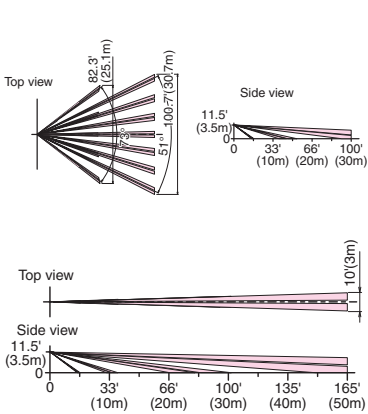 Top view
82.3'
(25.1m)
73°
51°
100.7'(30.7m)
Side view
11.5'
(3.5m)
0
0 33' 66' 100'
(10m) (20m) (30m)
Top view
10'(3m)
Side view
11.5'
(3.5m)
0
0 33' 66' 100' 135' 165'
(10m) (20m) (30m) (40m) (50m)